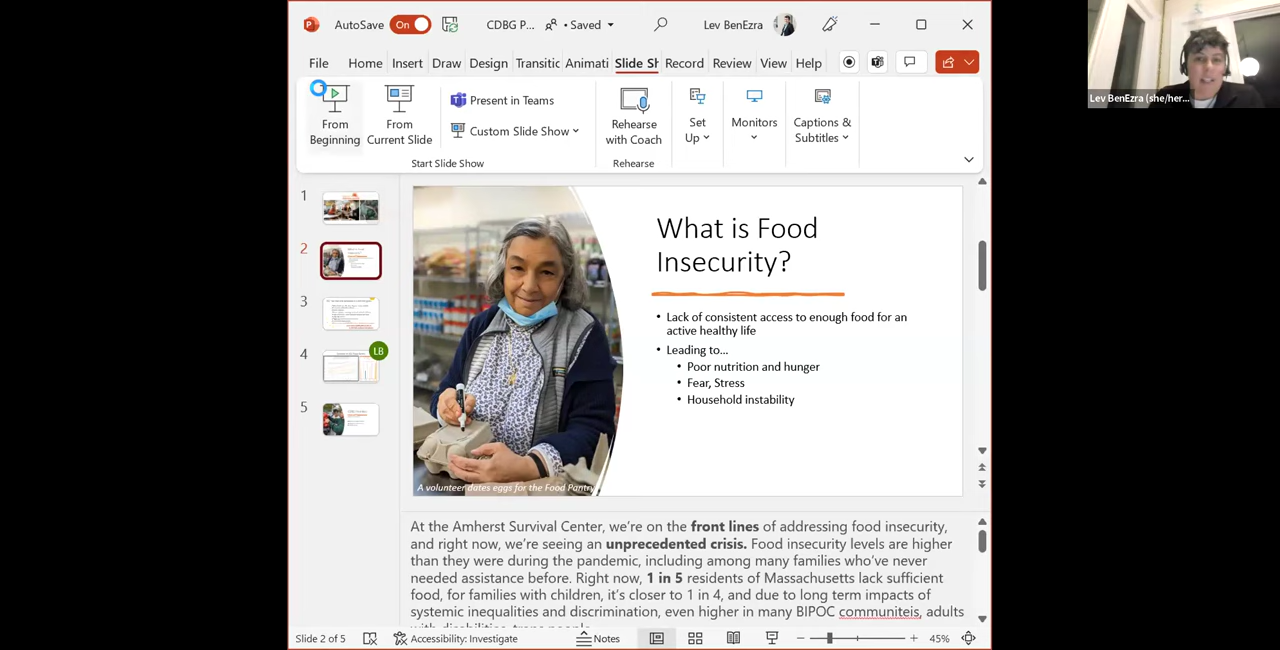 AutoSave On CDBG P... • Saved Lev BenEzra
File Home Insert Draw Design Transitic Animati Slide Sh Record Review View Help
From Beginning
From Current Slide
Present in Teams
Custom Slide Show
Start Slide Show
Rehearse with Coach
Rehearse
Set Up
Monitors
Captions & Subtitles
Lev BenEzra (she/her...
1
2
3
4
LB
5
What is Food
Insecurity?
• Lack of consistent access to enough food for an
active healthy life
• Leading to...
• Poor nutrition and hunger
• Fear, Stress
• Household instability
A volunteer dates eggs for the Food Pantry
At the Amherst Survival Center, we're on the front lines of addressing food insecurity,
and right now, we're seeing an unprecedented crisis. Food insecurity levels are higher
than they were during the pandemic, including among many families who've never
needed assistance before. Right now, 1 in 5 residents of Massachusetts lack sufficient
food, for families with children, it's closer to 1 in 4, and due to long term impacts of
systemic inequalities and discrimination, even higher in many BIPOC communiteis, adults
Slide 2 of 5 Accessibility: Investigate Notes 45%